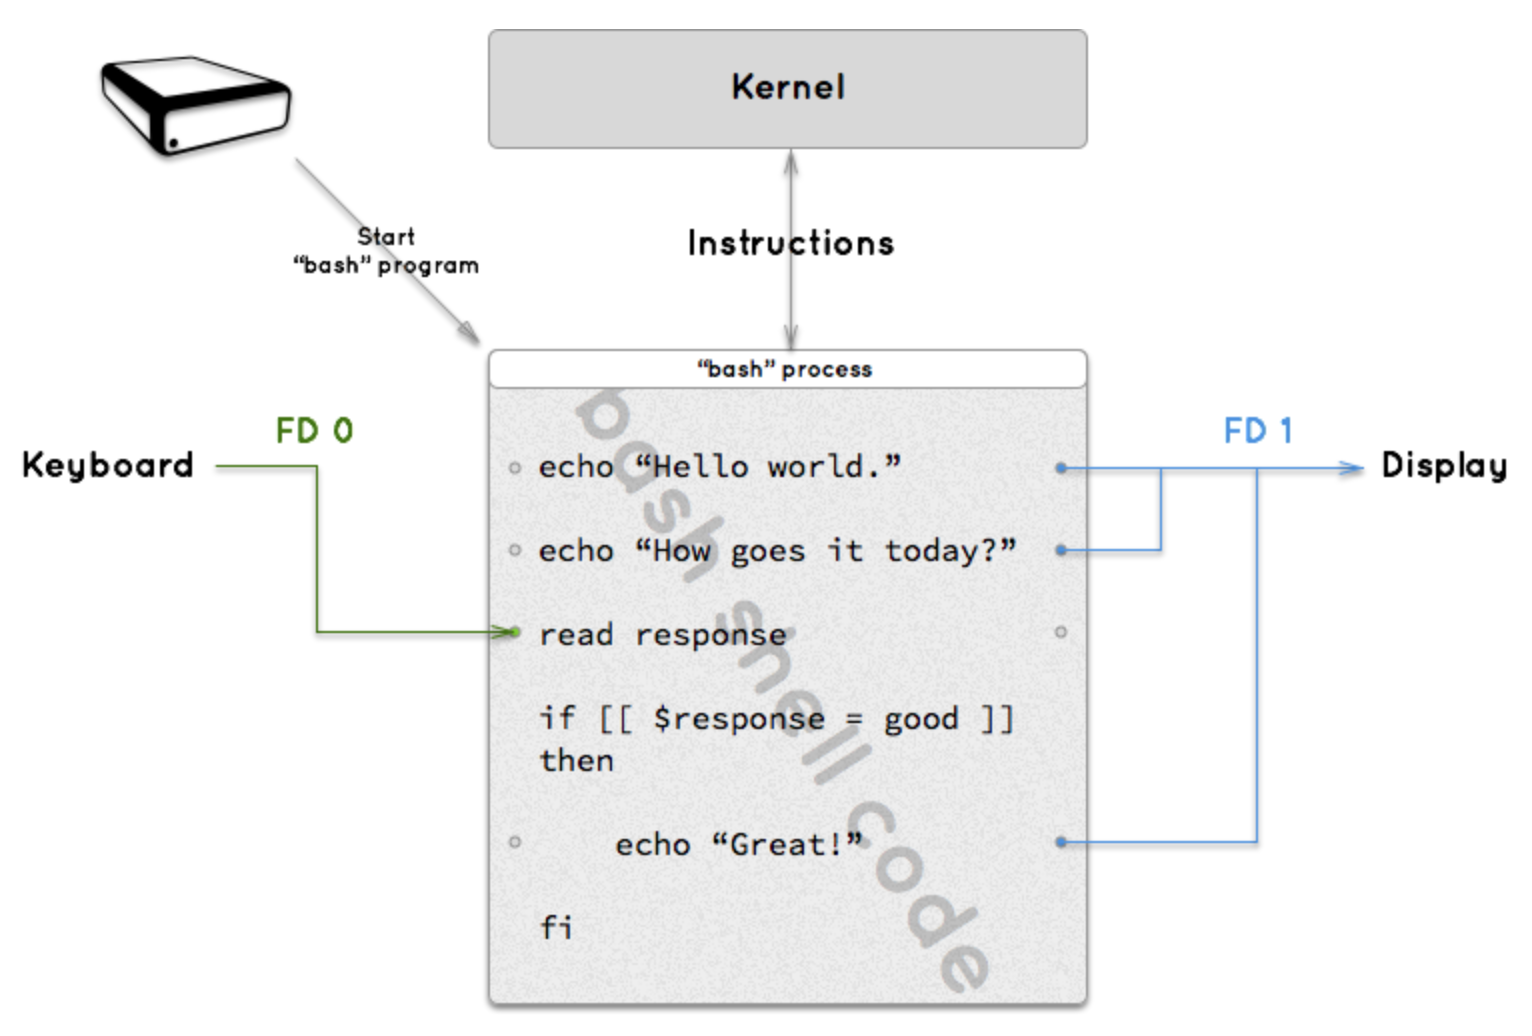 Kernel
Start
“bash” program
Instructions
“bash” process
FD 0
FD 1
Keyboard
Display
echo “Hello world.”
echo “How goes it today?”
read response
if [[ $response = good ]]
then
echo “Great!”
fi
bash shell code